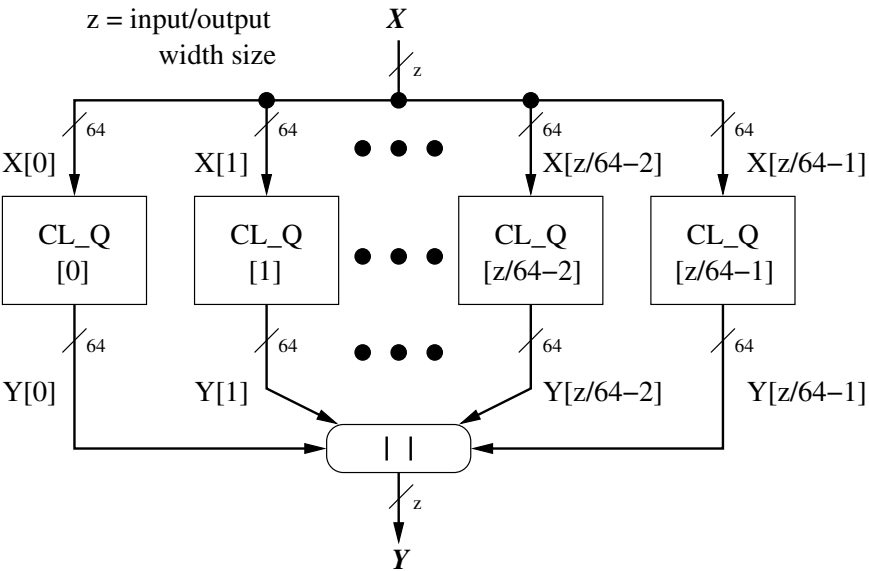 z = input/output
width size
X
z
64 64 64 64
X[0] X[1] X[z/64−2] X[z/64−1]
CL_Q CL_Q CL_Q CL_Q
[0] [1] [z/64−2] [z/64−1]
64 64 64 64
Y[0] Y[1] Y[z/64−2] Y[z/64−1]
||
z
Y